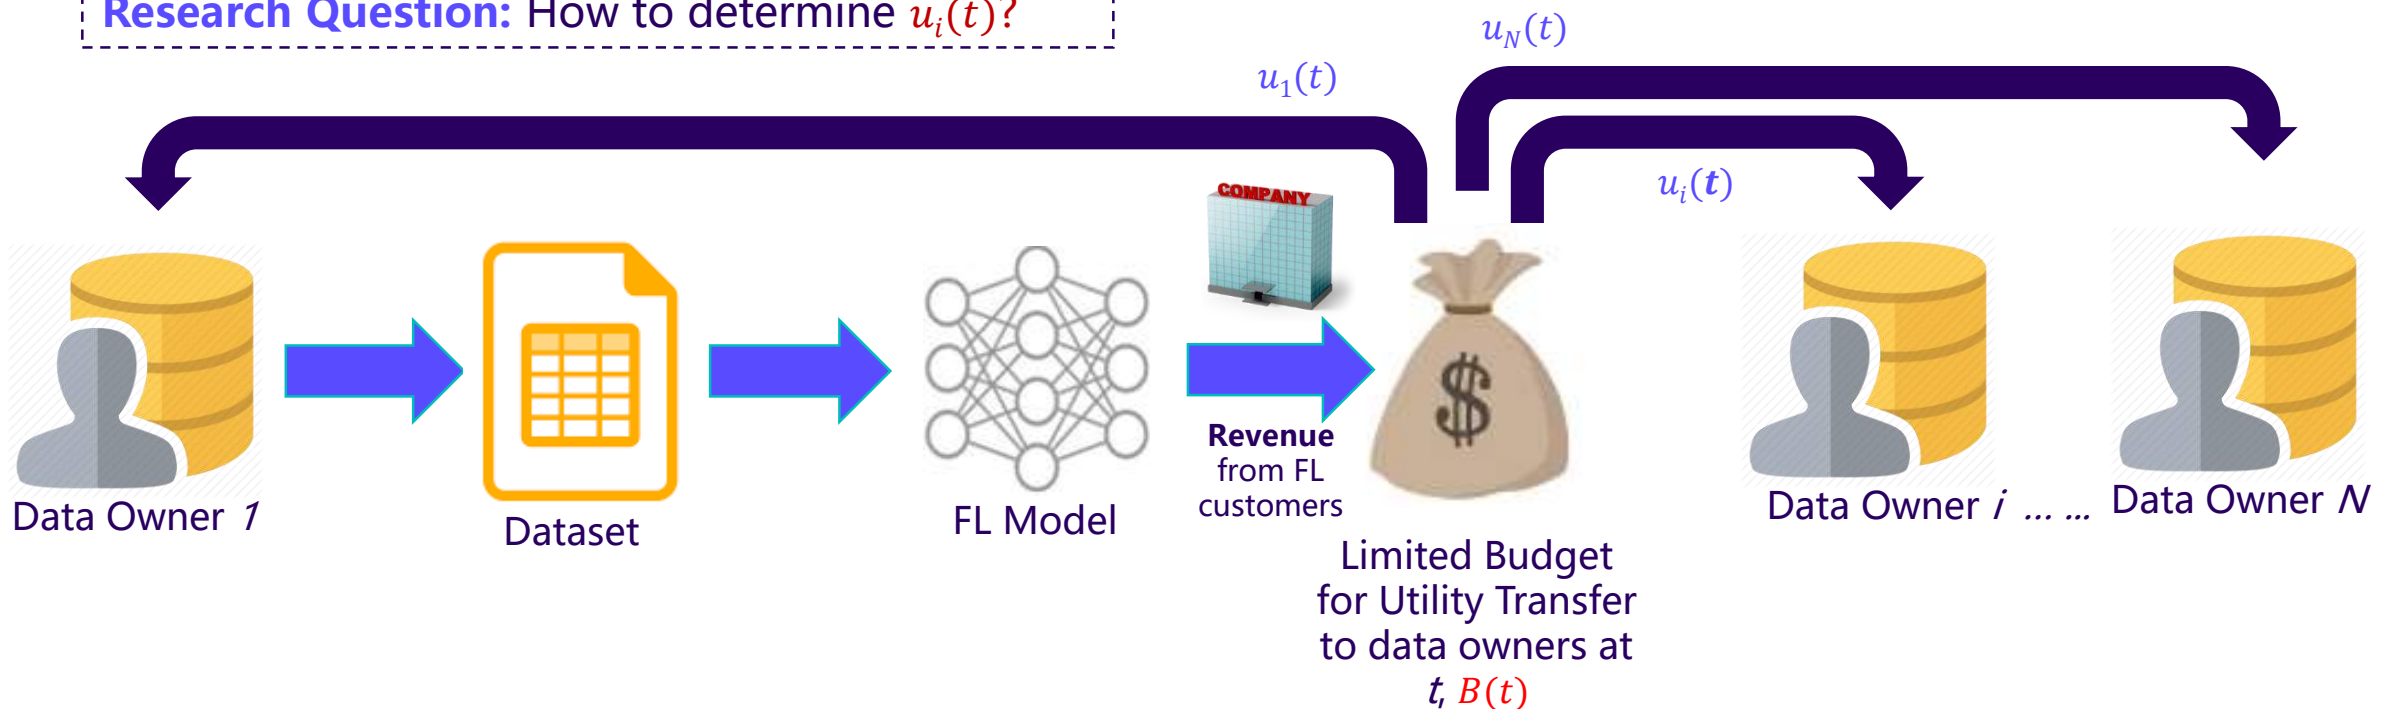 Research Question: How to determine u_i(t)?
u_N(t)
u_1(t)
u_i(t)
COMPANY
$
Revenue
from FL
customers
Data Owner 1
Dataset
FL Model
Data Owner i ... ...
Data Owner N
Limited Budget
for Utility Transfer
to data owners at
t, B(t)